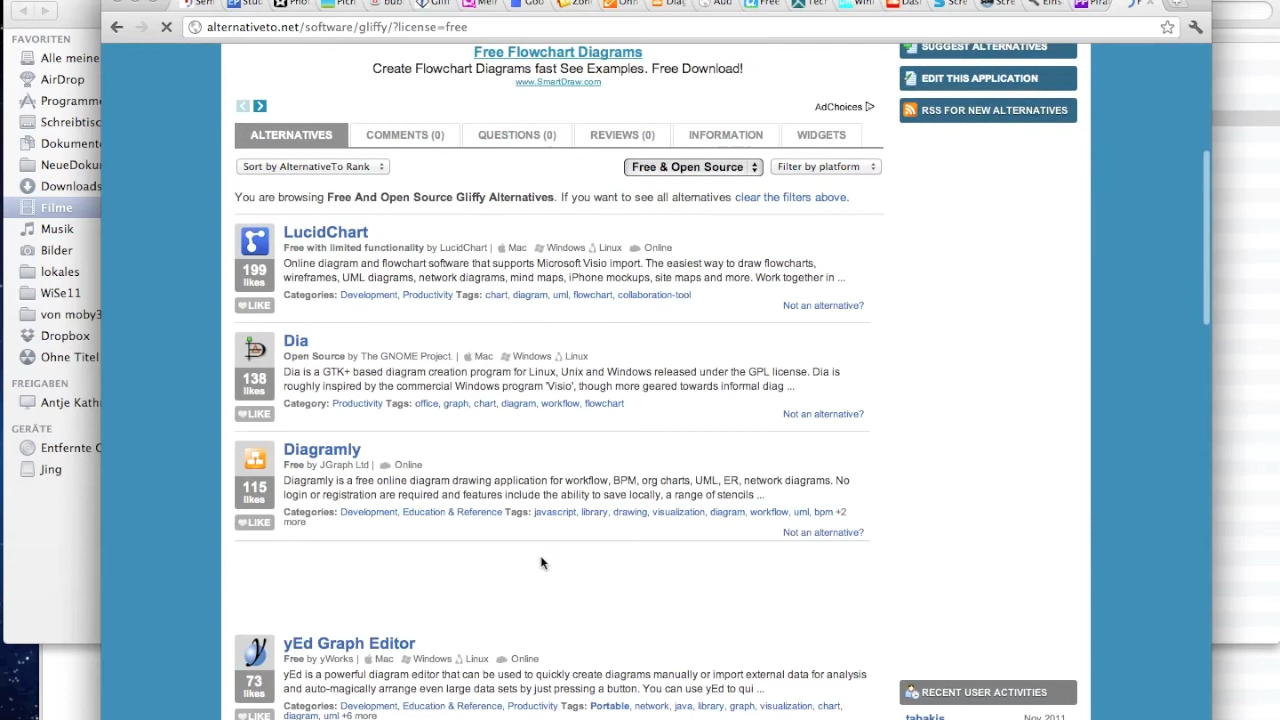 alternativeto.net/software/gliffy/?license=free
FAVORITEN
Alle meine
AirDrop
Programme
Schreibtisc
Dokumente
NeueDoku
Downloads
Filme
Musik
Bilder
lokales
WiSe11
von moby3
Dropbox
Ohne Titel
FREIGABEN
Antje Kath
GERÄTE
Entfernte C
Jing
Free Flowchart Diagrams
Create Flowchart Diagrams fast See Examples. Free Download!
www.SmartDraw.com
AdChoices
SUGGEST ALTERNATIVES
EDIT THIS APPLICATION
RSS FOR NEW ALTERNATIVES
ALTERNATIVES COMMENTS (0) QUESTIONS (0) REVIEWS (0) INFORMATION WIDGETS
Sort by AlternativeTo Rank Free & Open Source Filter by platform
You are browsing Free And Open Source Gliffy Alternatives. If you want to see all alternatives clear the filters above.
LucidChart
Free with limited functionality by LucidChart | Mac Windows Linux Online
Online diagram and flowchart software that supports Microsoft Visio import. The easiest way to draw flowcharts,
wireframes, UML diagrams, network diagrams, mind maps, iPhone mockups, site maps and more. Work together in ...
Categories: Development, Productivity Tags: chart, diagram, uml, flowchart, collaboration-tool
199
likes
LIKE
Not an alternative?
Dia
Open Source by The GNOME Project. | Mac Windows Linux
Dia is a GTK+ based diagram creation program for Linux, Unix and Windows released under the GPL license. Dia is
roughly inspired by the commercial Windows program 'Visio', though more geared towards informal diag ...
Category: Productivity Tags: office, graph, chart, diagram, workflow, flowchart
138
likes
LIKE
Not an alternative?
Diagramly
Free by JGraph Ltd | Online
Diagramly is a free online diagram drawing application for workflow, BPM, org charts, UML, ER, network diagrams. No
login or registration are required and features include the ability to save locally, a range of stencils ...
Categories: Development, Education & Reference Tags: javascript, library, drawing, visualization, diagram, workflow, uml, bpm +2
more
115
likes
LIKE
Not an alternative?
yEd Graph Editor
Free by yWorks | Mac Windows Linux Online
yEd is a powerful diagram editor that can be used to quickly create diagrams manually or import external data for analysis
and auto-magically arrange even large data sets by just pressing a button. You can use yEd to qui ...
Categories: Development, Education & Reference, Productivity Tags: Portable, network, java, library, graph, visualization, chart,
diagram, uml +6 more
73
likes
LIKE
RECENT USER ACTIVITIES
tabakis Nov 2011